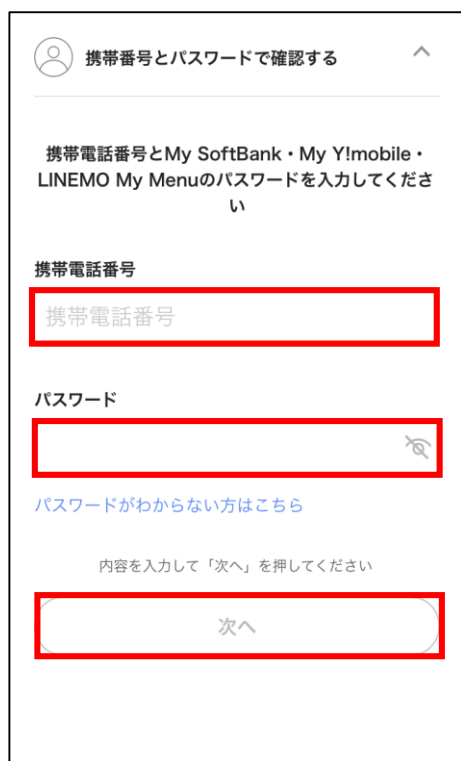 携帯番号とパスワードで確認する
携帯電話番号とMy SoftBank・My Y!mobile・
LINEMO My Menuのパスワードを入力してくださ
い
携帯電話番号
携帯電話番号
パスワード
パスワードがわからない方はこちら
内容を入力して「次へ」を押してください
次へ